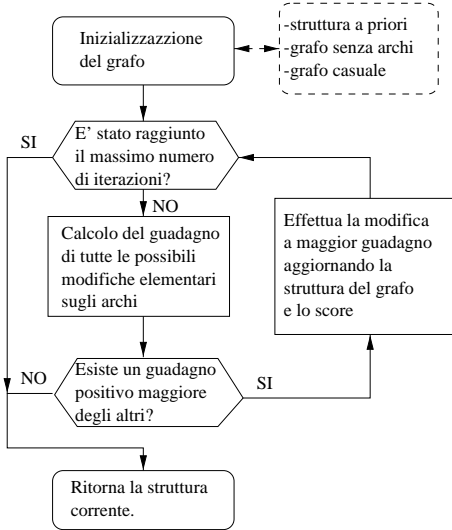 Inizializzazzione
del grafo
-struttura a priori
-grafo senza archi
-grafo casuale
SI
E' stato raggiunto
il massimo numero
di iterazioni?
NO
Calcolo del guadagno
di tutte le possibili
modifiche elementari
sugli archi
Effettua la modifica
a maggior guadagno
aggiornando la
struttura del grafo
e lo score
NO
Esiste un guadagno
positivo maggiore
degli altri?
SI
Ritorna la struttura
corrente.